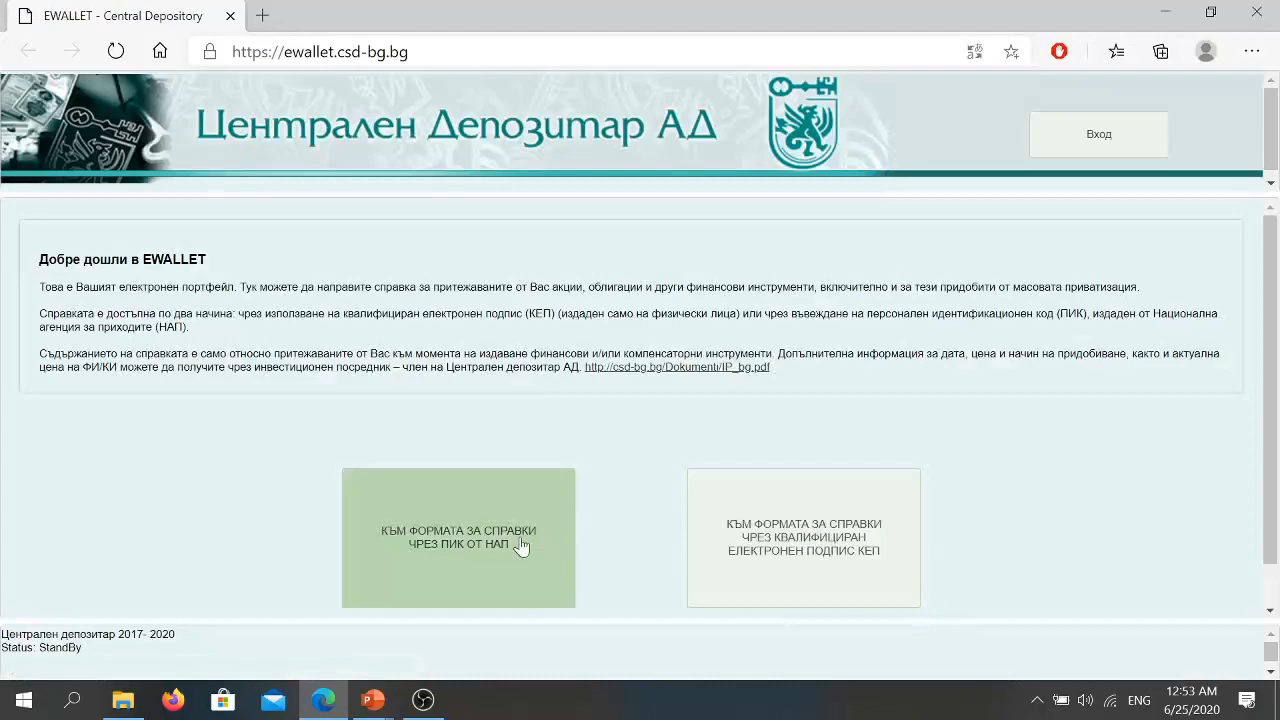 EWALLET - Central Depository
https://ewallet.csd-bg.bg
Централен Депозитар АД
Вход
Добре дошли в EWALLET
Това е Вашият електронен портфейл. Тук можете да направите справка за притежаваните от Вас акции, облигации и други финансови инструменти, включително и за тези придобити от масовата приватизация.
Справката е достъпна по два начина: чрез използване на квалифициран електронен подпис (КЕП) (издаден само на физически лица) или чрез въвеждане на персонален идентификационен код (ПИК), издаден от Национална
агенция за приходите (НАП).
Съдържанието на справката е само относно притежаваните от Вас към момента на издаване финансови и/или компенсаторни инструменти. Допълнителна информация за дата, цена и начин на придобиване, както и актуална
цена на ФИ/КИ можете да получите чрез инвестиционен посредник – член на Централен депозитар АД. http://csd-bg.bg/Dokumenti/IP_bg.pdf
КЪМ ФОРМАТА ЗА СПРАВКИ
ЧРЕЗ ПИК ОТ НАП
КЪМ ФОРМАТА ЗА СПРАВКИ
ЧРЕЗ КВАЛИФИЦИРАН
ЕЛЕКТРОНЕН ПОДПИС КЕП
Централен депозитар 2017- 2020
Status: StandBy
ENG
12:53 AM
6/25/2020